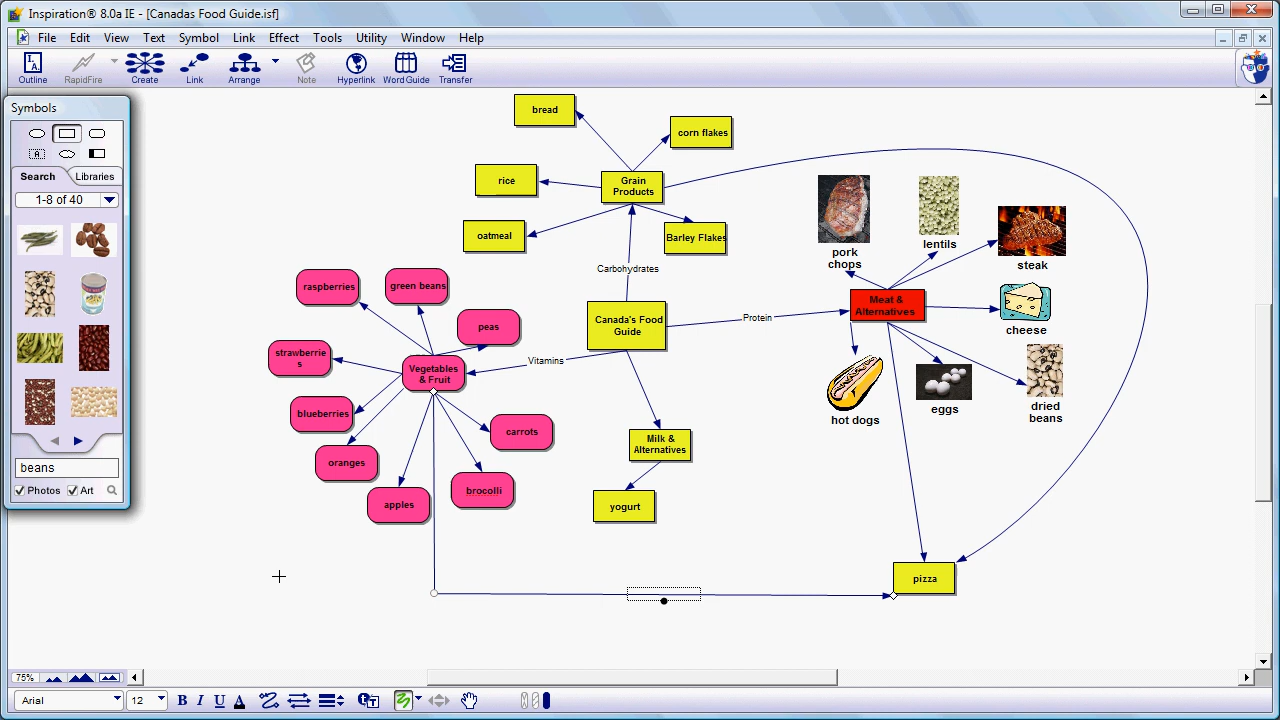 Inspiration® 8.0a IE - [Canadas Food Guide.isf]
File Edit View Text Symbol Link Effect Tools Utility Window Help
Outline RapidFire Create Link Arrange Note Hyperlink Word Guide Transfer
Symbols
A
Search Libraries
1-8 of 40
beans
Photos Art
bread
corn flakes
rice
Grain
Products
oatmeal
Barley Flakes
Carbohydrates
raspberries
green beans
peas
strawberrie
s
Vegetables
& Fruit
Vitamins
blueberries
carrots
oranges
apples
brocolli
Canada's Food
Guide
Protein
Milk &
Alternatives
yogurt
pork
chops
lentils
steak
Meat &
Alternatives
cheese
hot dogs
eggs
dried
beans
pizza
75%
Arial 12 B I U A